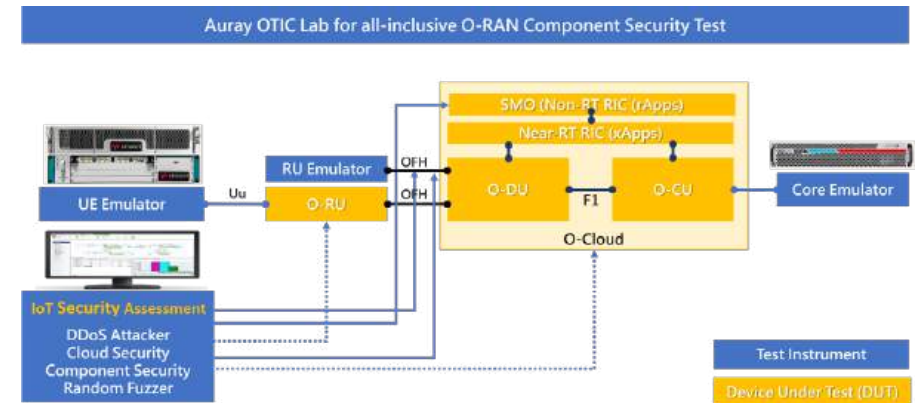 Auray OTIC Lab for all-inclusive O-RAN Component Security Test
SMO (Non-RT RIC (rApps)
Near-RT RIC (xApps)
RU Emulator
OFH
UE Emulator
Uu
O-RU
OFH
O-DU
F1
O-CU
Core Emulator
O-Cloud
IoT Security Assessment
DDoS Attacker
Cloud Security
Component Security
Random Fuzzer
Test Instrument
Device Under Test (DUT)